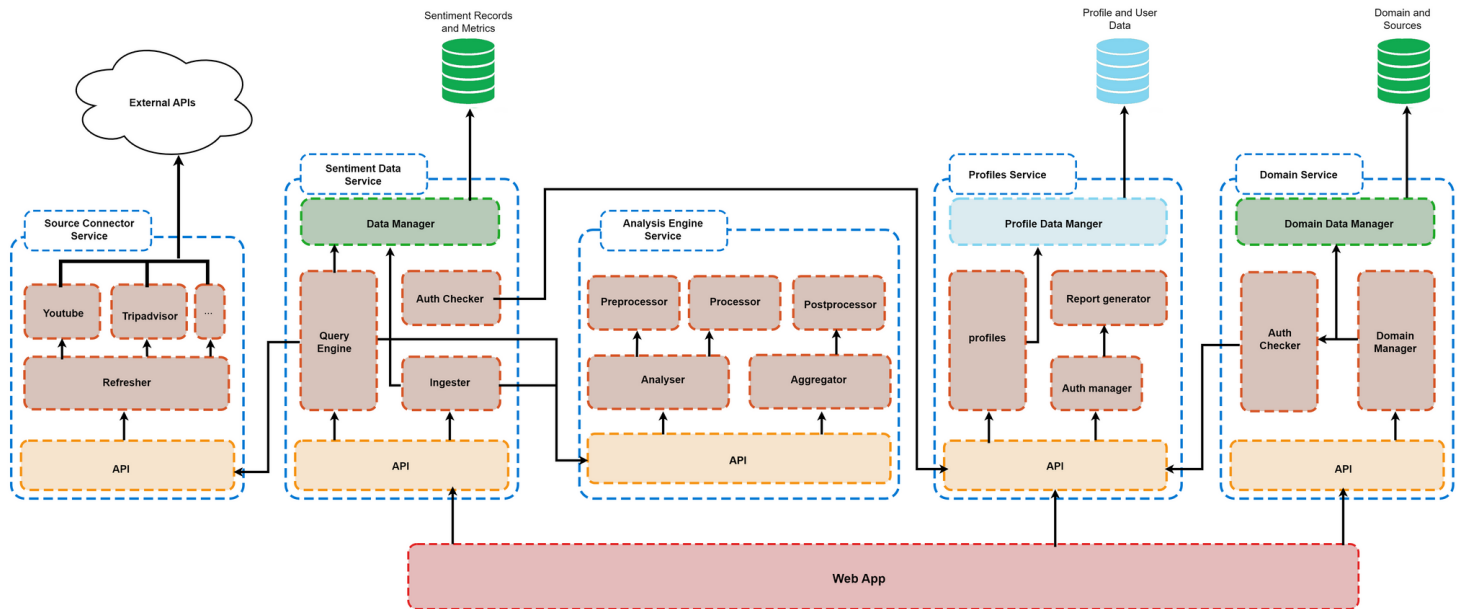 Sentiment Records
and Metrics
Profile and User
Data
Domain and
Sources
External APIs
Source Connector
Service
Youtube
Tripadvisor
...
Refresher
API
Sentiment Data
Service
Data Manager
Query
Engine
Auth Checker
Ingester
API
Analysis Engine
Service
Preprocessor
Processor
Postprocessor
Analyser
Aggregator
API
Profiles Service
Profile Data Manger
profiles
Report generator
Auth manager
API
Domain Service
Domain Data Manager
Auth
Checker
Domain
Manager
API
Web App